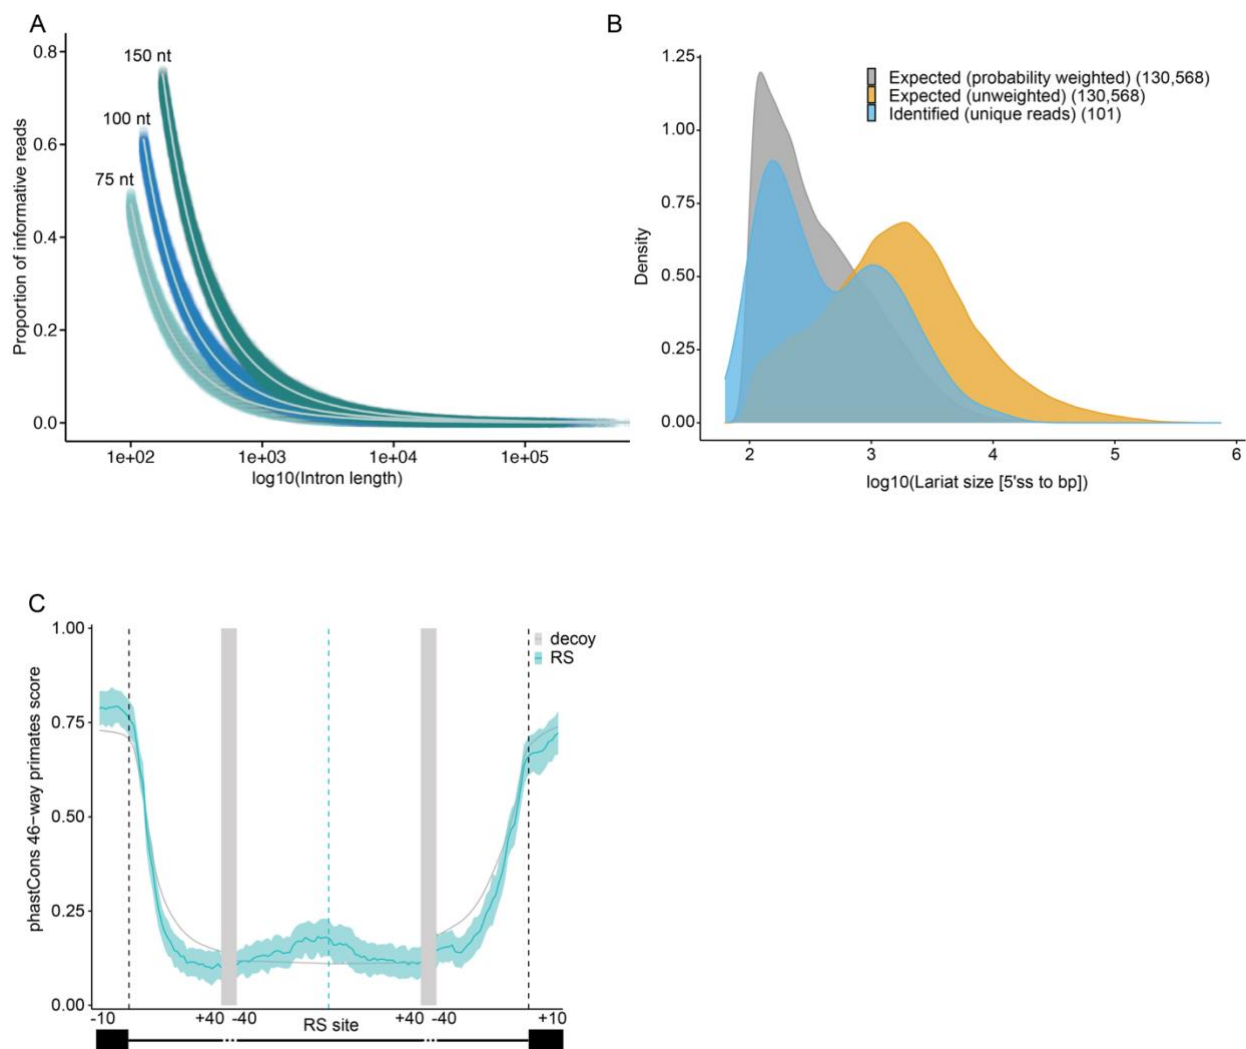 A
0.8
0.6
0.4
0.2
0.0
Proportion of informative reads
150 nt
100 nt
75 nt
1e+02 1e+03 1e+04 1e+05
log10(Intron length)
B
1.25
1.00
0.75
0.50
0.25
0.00
Density
Expected (probability weighted) (130,568)
Expected (unweighted) (130,568)
Identified (unique reads) (101)
2 3 4 5 6
log10(Lariat size [5'ss to bp])
C
1.00
0.75
0.50
0.25
0.00
phastCons 46−way primates score
decoy
RS
-10 +40 -40 RS site +40 -40 +10